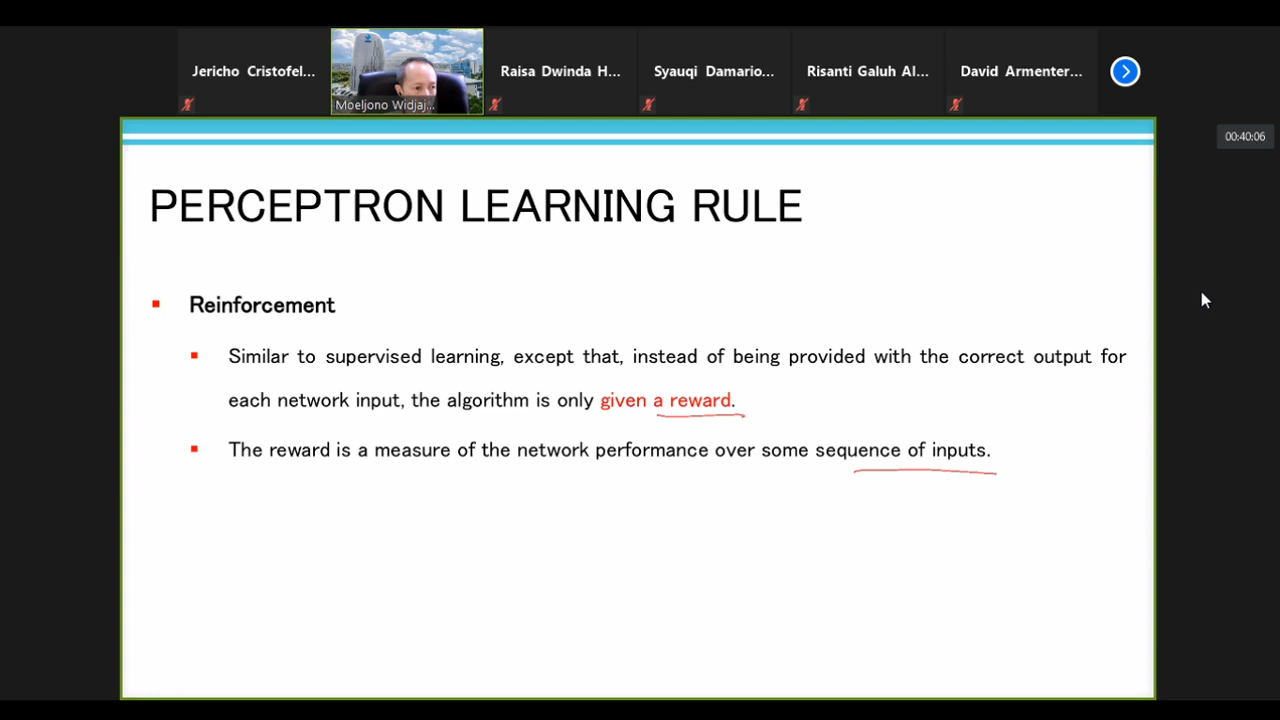 Jericho Cristofel...
Moeljono Widjaj...
Raisa Dwinda H...
Syauqi Damario...
Risanti Galuh Al...
David Armenter...
00:40:06
PERCEPTRON LEARNING RULE
Reinforcement
Similar to supervised learning, except that, instead of being provided with the correct output for
each network input, the algorithm is only given a reward.
The reward is a measure of the network performance over some sequence of inputs.